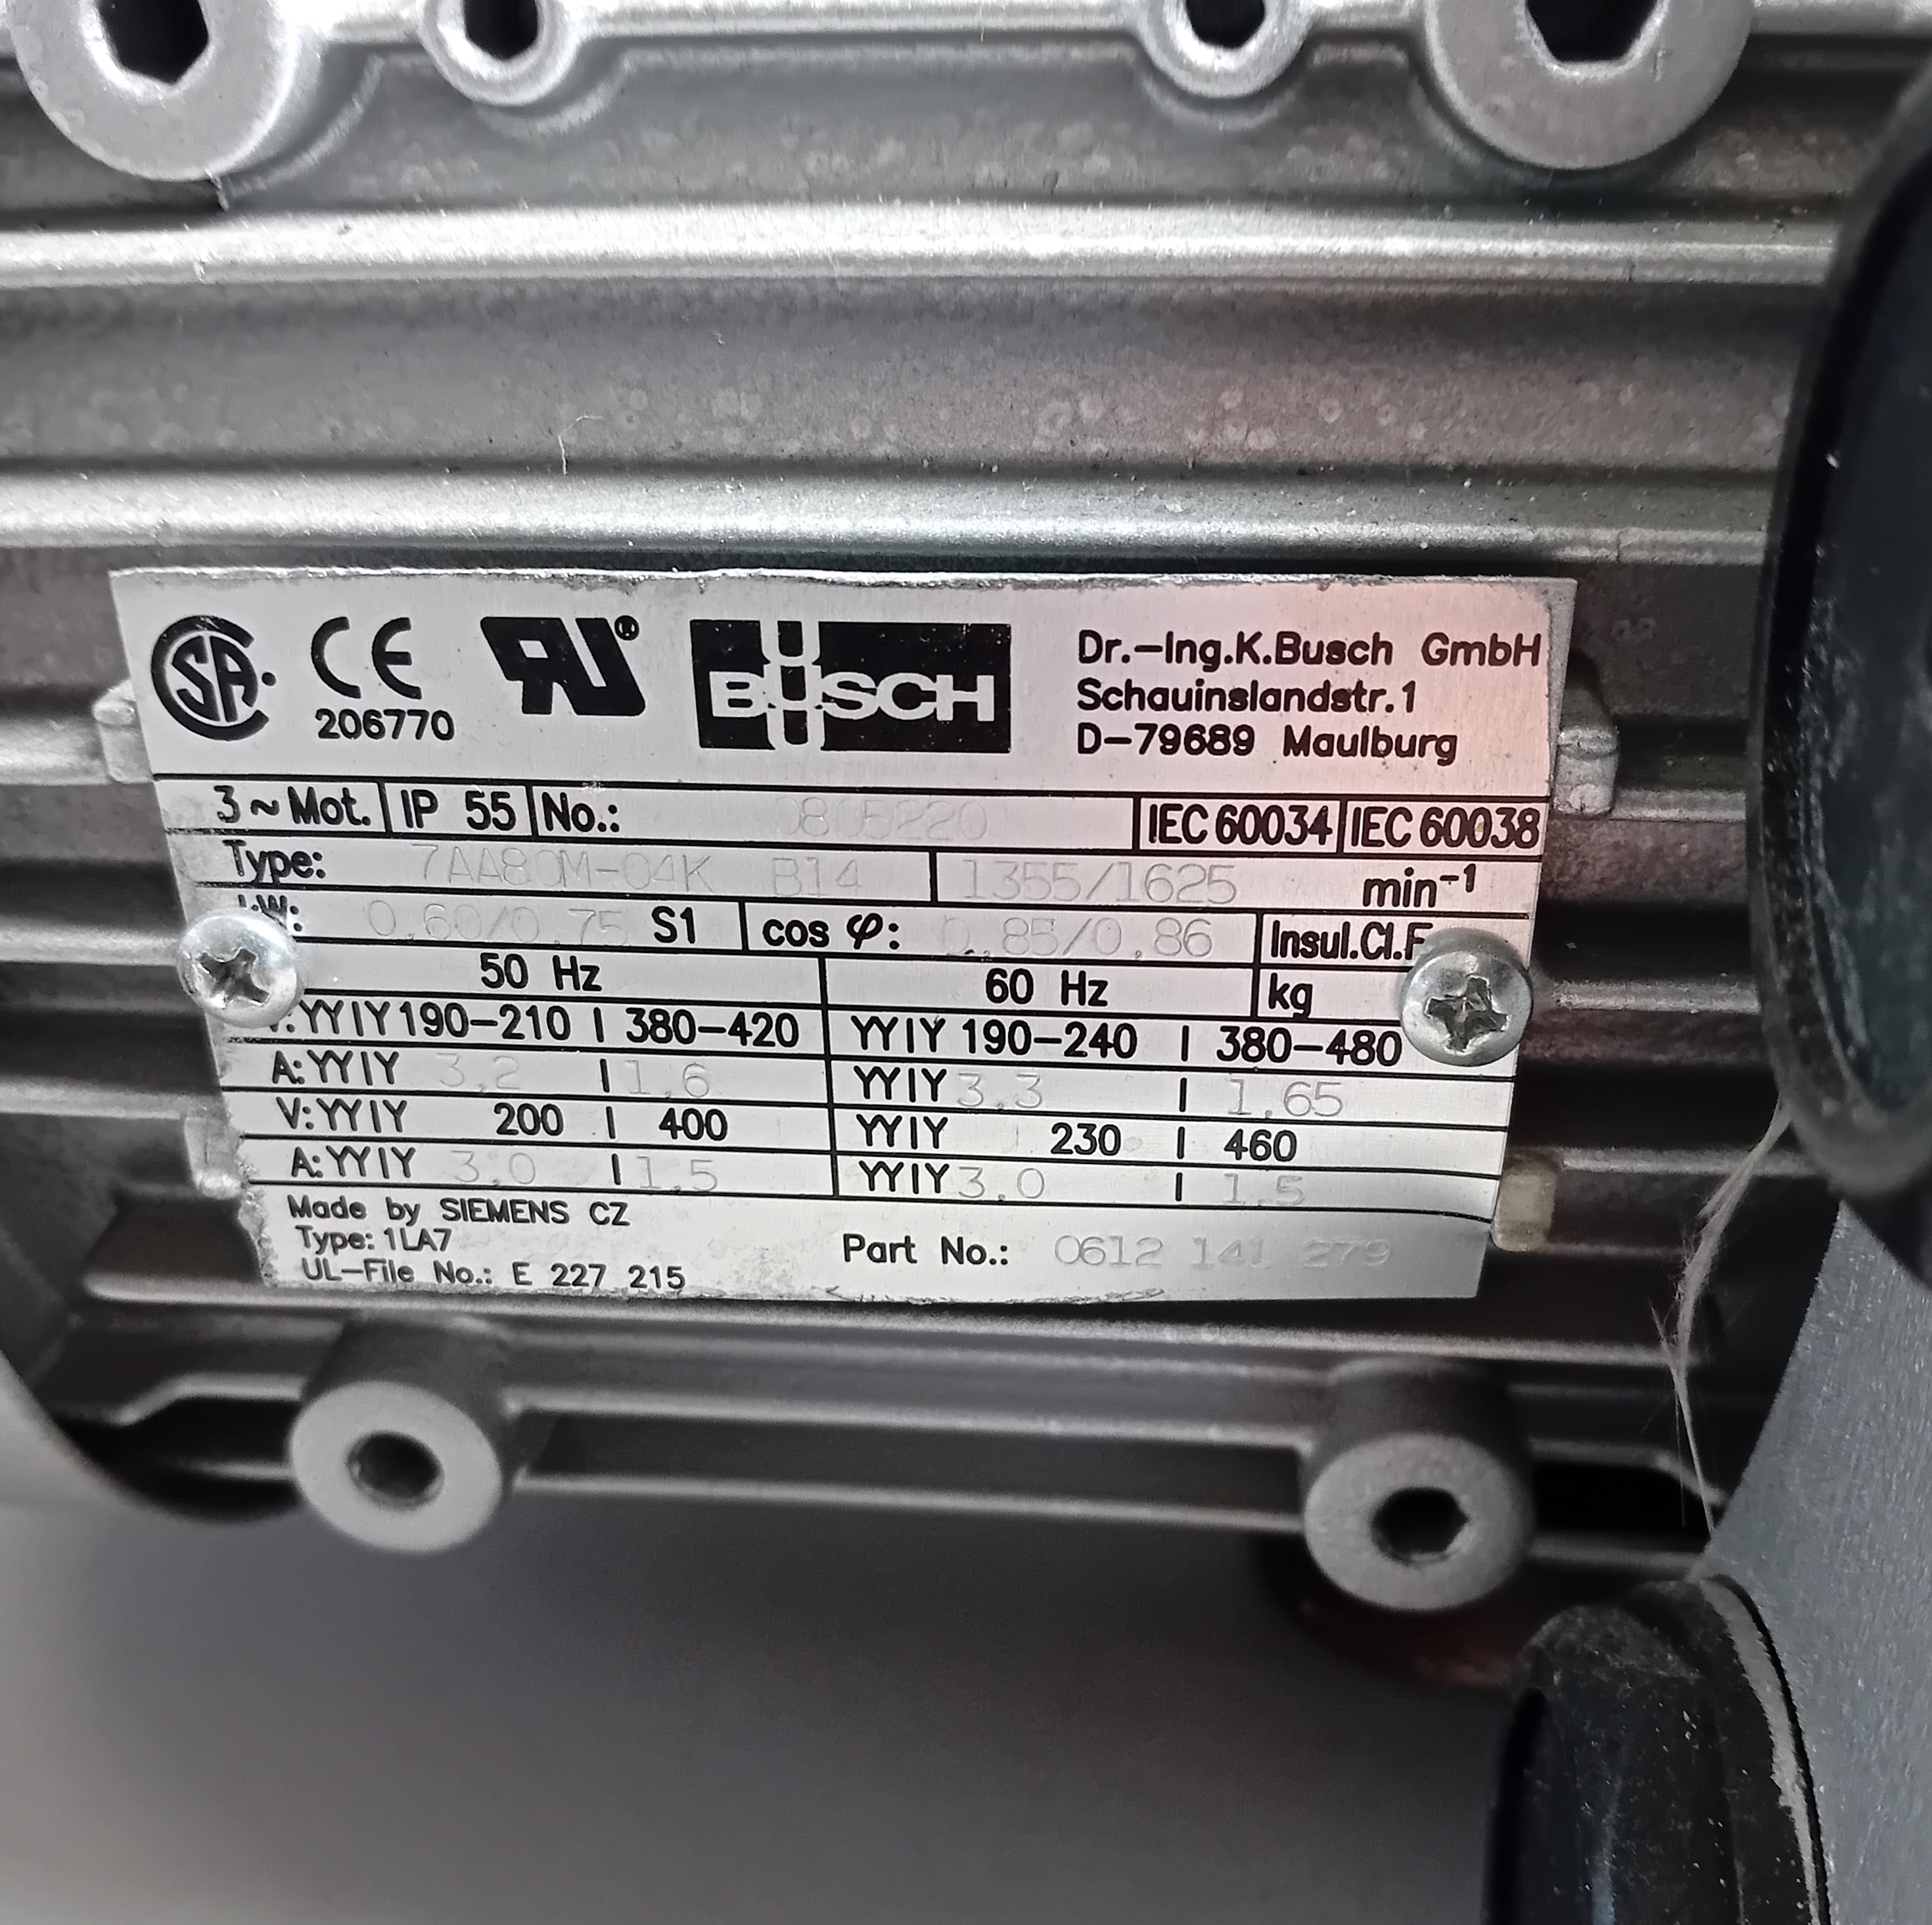 CSA CE UR® BUSCH
206770
Dr.-Ing.K.Busch GmbH
Schauinslandstr.1
D-79689 Maulburg
3~Mot. IP 55 No.: 0805220 IEC 60034 IEC 60038
Type: 7AA80M-04K B14 1355/1625 min-1
kW: 0,60/0,75 S1 cos φ: 0,85/0,86 Insul.Cl.F
50 Hz 60 Hz kg
V:YY|Y 190-210 | 380-420 YY|Y 190-240 | 380-480
A:YY|Y 3,2 | 1,6 YY|Y 3,3 | 1,65
V:YY|Y 200 | 400 YY|Y 230 | 460
A:YY|Y 3,0 | 1,5 YY|Y 3,0 | 1,5
Made by SIEMENS CZ
Type: 1LA7
UL-File No.: E 227 215
Part No.: 0612 141 279